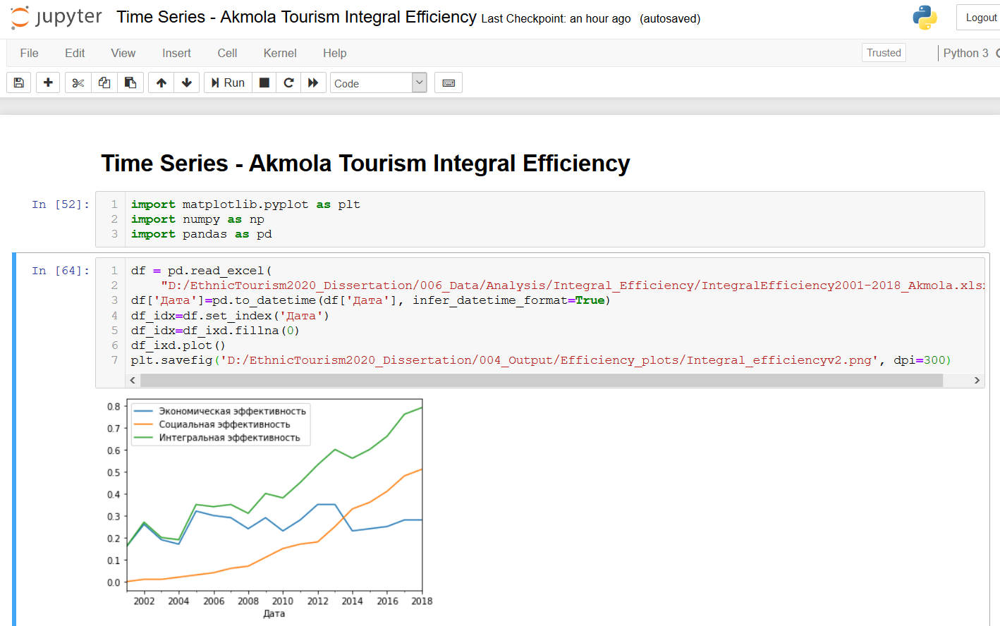 jupyter Time Series - Akmola Tourism Integral Efficiency Last Checkpoint: an hour ago (autosaved) Logout
File Edit View Insert Cell Kernel Help Trusted Python 3
Run Code
Time Series - Akmola Tourism Integral Efficiency
In [52]:
1 import matplotlib.pyplot as plt
2 import numpy as np
3 import pandas as pd
In [64]:
1 df = pd.read_excel(
2 "D:/EthnicTourism2020_Dissertation/006_Data/Analysis/Integral_Efficiency/IntegralEfficiency2001-2018_Akmola.xlsx
3 df['Дата']=pd.to_datetime(df['Дата'], infer_datetime_format=True)
4 df_idx=df.set_index('Дата')
5 df_idx=df_ixd.fillna(0)
6 df_ixd.plot()
7 plt.savefig('D:/EthnicTourism2020_Dissertation/004_Output/Efficiency_plots/Integral_efficiencyv2.png', dpi=300)
Экономическая эффективность
Социальная эффективность
Интегральная эффективность
0.8
0.7
0.6
0.5
0.4
0.3
0.2
0.1
0.0
2002 2004 2006 2008 2010 2012 2014 2016 2018
Дата